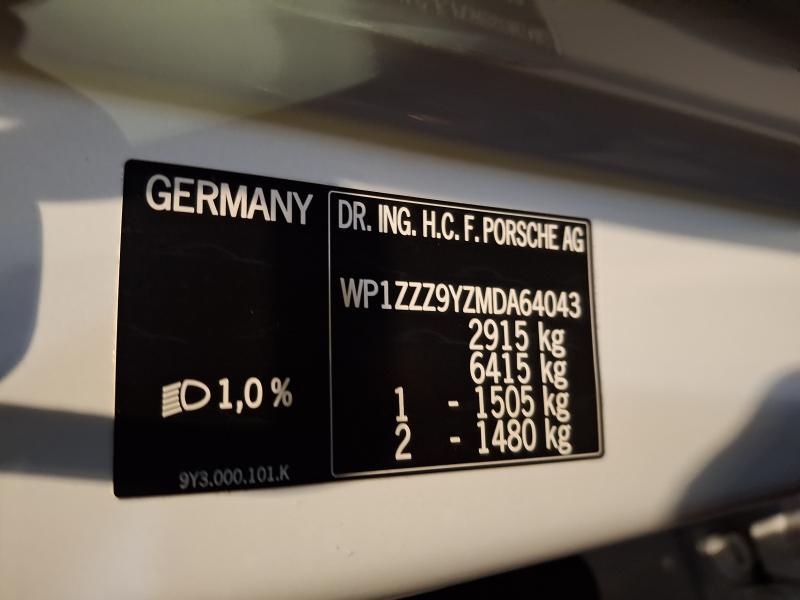 GERMANY
DR. ING. H.C. F. PORSCHE AG
WP1ZZZ9YZMDA64043
2915 kg
6415 kg
1 - 1505 kg
2 - 1480 kg
1,0 %
9Y3.000.101.K